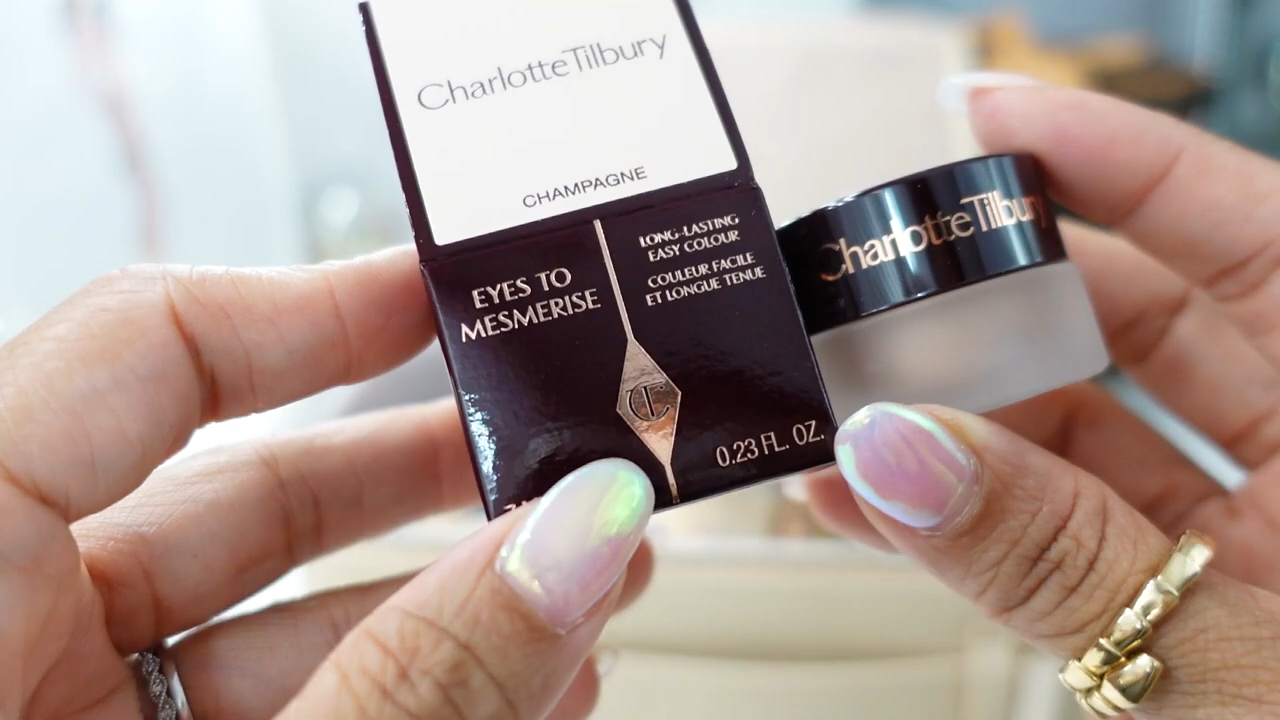 CharlotteTilbury
CHAMPAGNE
EYES TO
MESMERISE
LONG-LASTING
EASY COLOUR
COULEUR FACILE
ET LONGUE TENUE
CT
0.23 FL. OZ.
CharlotteTilbury